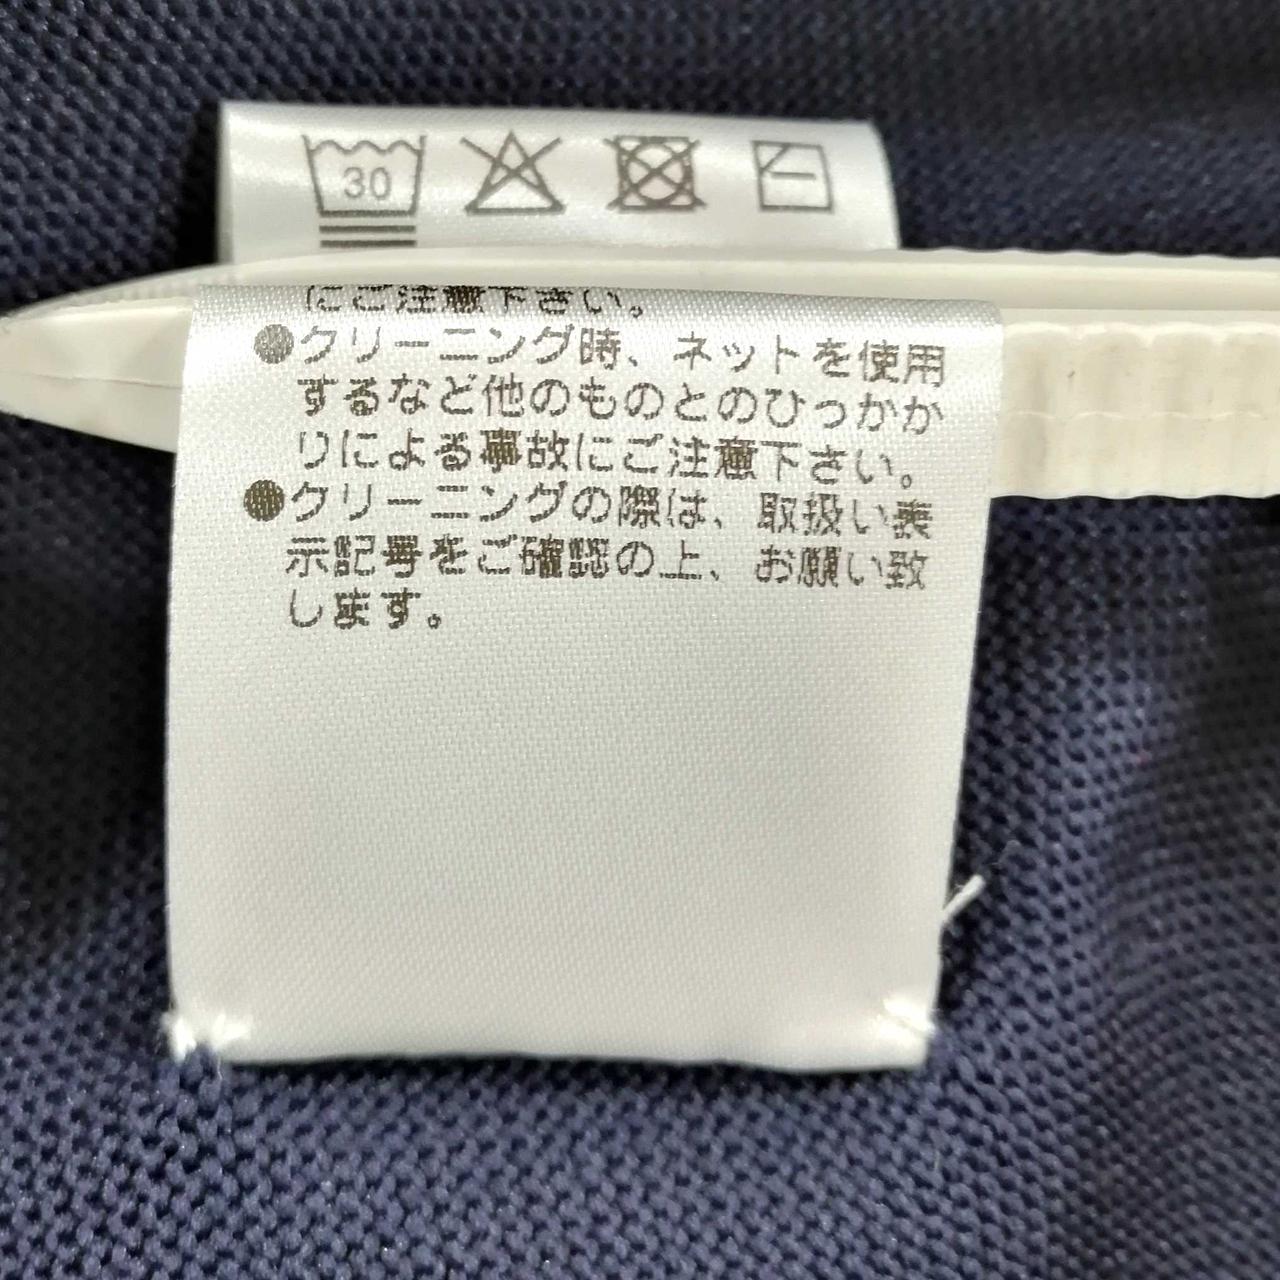 30
にご注意下さい。
●クリーニング時、ネットを使用
するなど他のものとのひっかか
りによる事故にご注意下さい。
●クリーニングの際は、取扱い表
示記号をご確認の上、お願い致
します。